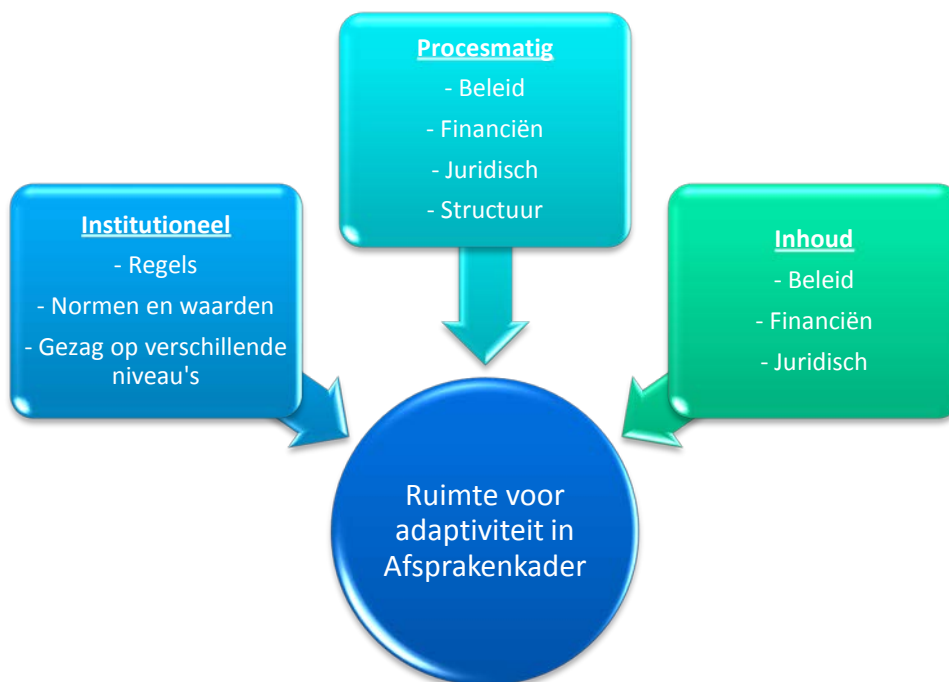 Procesmatig
- Beleid
- Financiën
- Juridisch
- Structuur
Institutioneel
- Regels
- Normen en waarden
- Gezag op verschillende
niveau's
Inhoud
- Beleid
- Financiën
- Juridisch
Ruimte voor
adaptiviteit in
Afsprakenkader